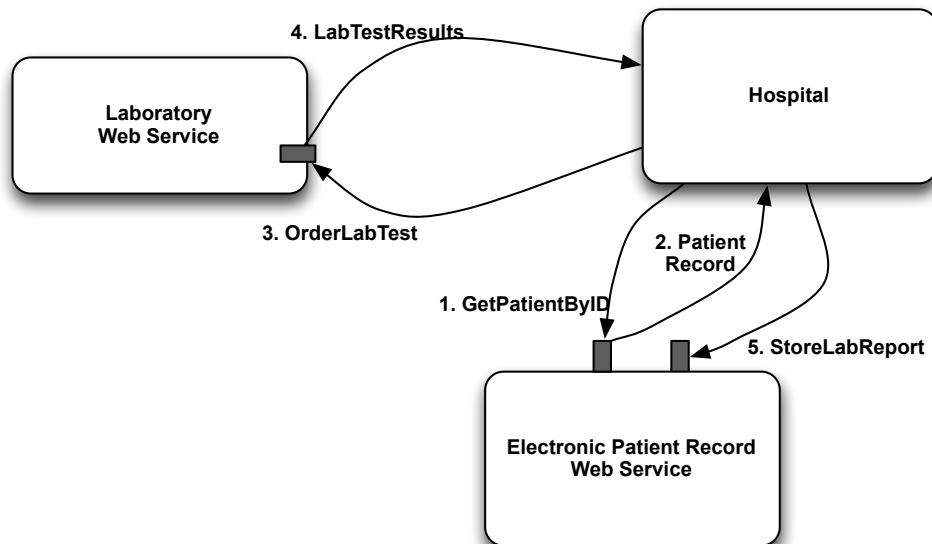 4. LabTestResults
Laboratory
Web Service
Hospital
3. OrderLabTest
2. Patient
Record
1. GetPatientByID
5. StoreLabReport
Electronic Patient Record
Web Service